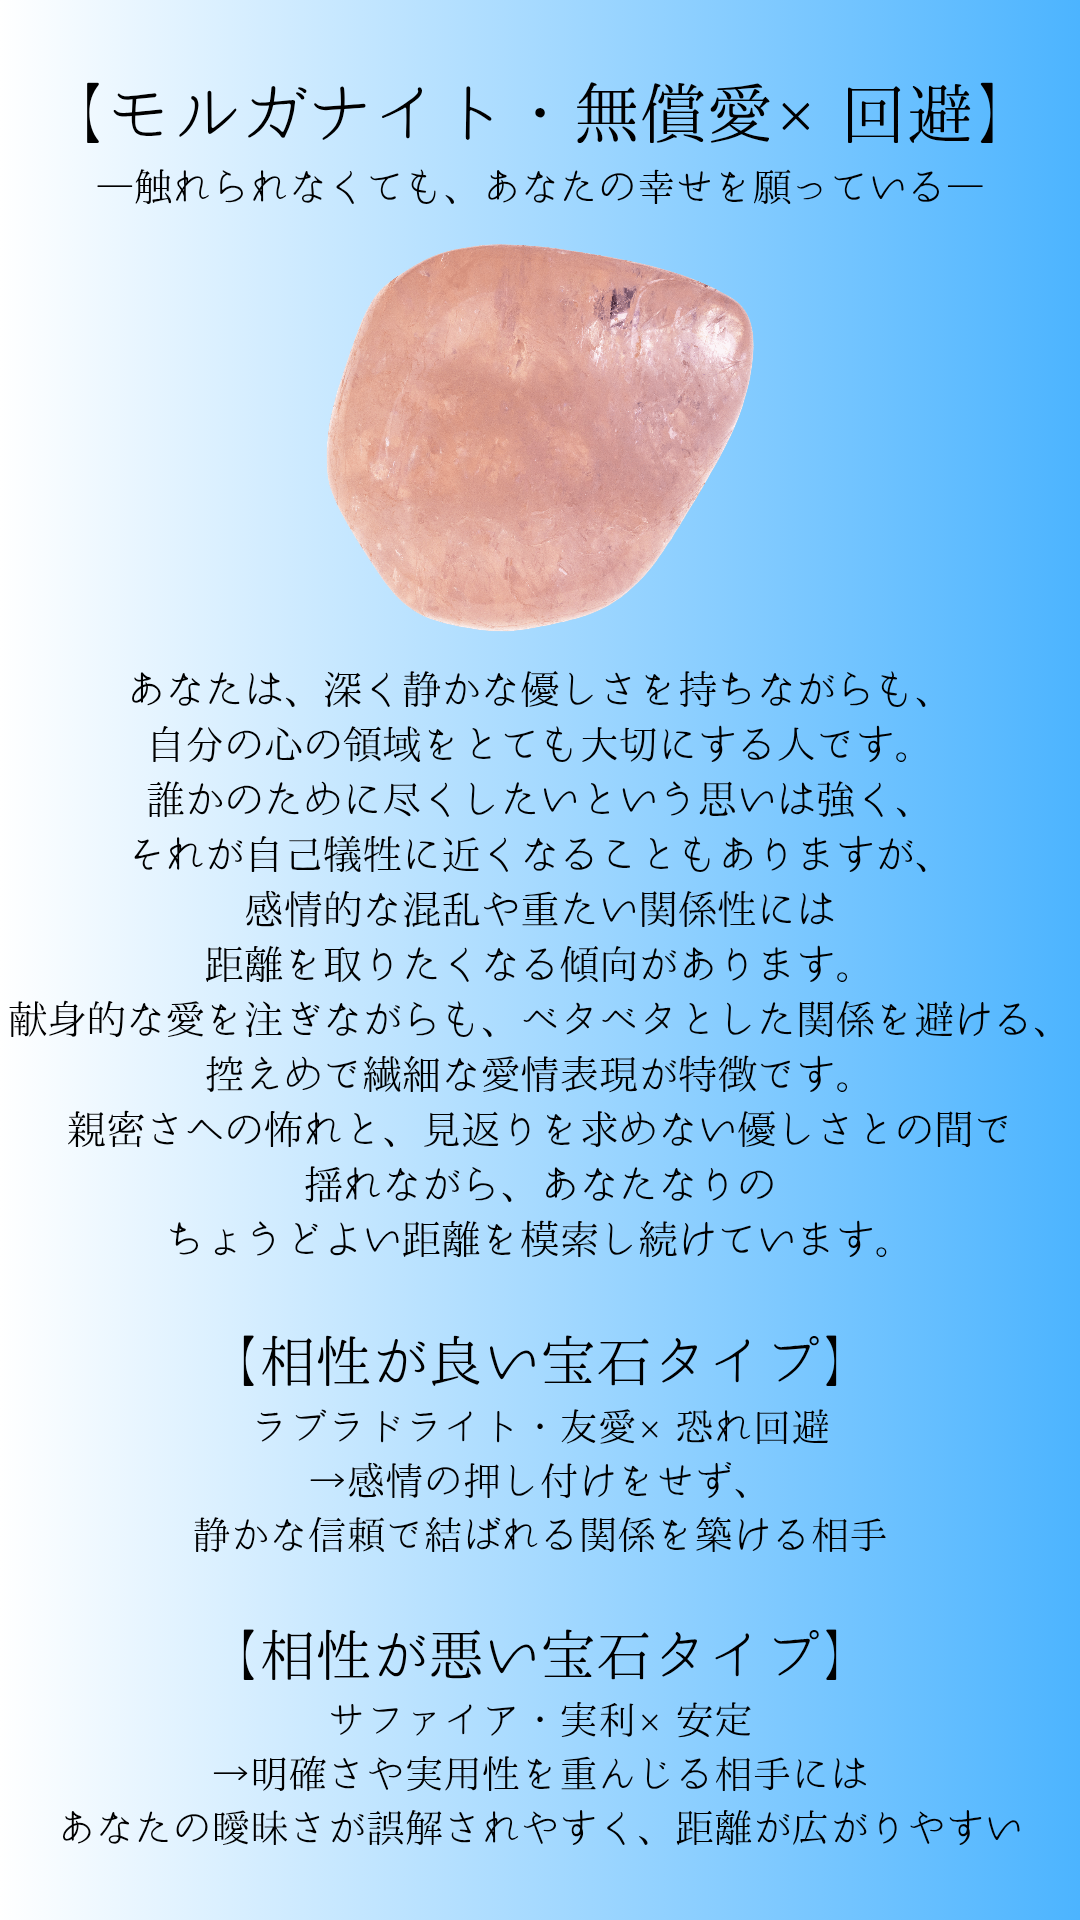 【モルガナイト・無償愛× 回避】
―触れられなくても、あなたの幸せを願っている―
あなたは、深く静かな優しさを持ちながらも、
自分の心の領域をとても大切にする人です。
誰かのために尽くしたいという思いは強く、
それが自己犠牲に近くなることもありますが、
感情的な混乱や重たい関係性には
距離を取りたくなる傾向があります。
献身的な愛を注ぎながらも、ベタベタとした関係を避ける、
控えめで繊細な愛情表現が特徴です。
親密さへの怖れと、見返りを求めない優しさとの間で
揺れながら、あなたなりの
ちょうどよい距離を模索し続けています。
【相性が良い宝石タイプ】
ラブラドライト・友愛× 恐れ回避
→感情の押し付けをせず、
静かな信頼で結ばれる関係を築ける相手
【相性が悪い宝石タイプ】
サファイア・実利× 安定
→明確さや実用性を重んじる相手には
あなたの曖昧さが誤解されやすく、距離が広がりやすい